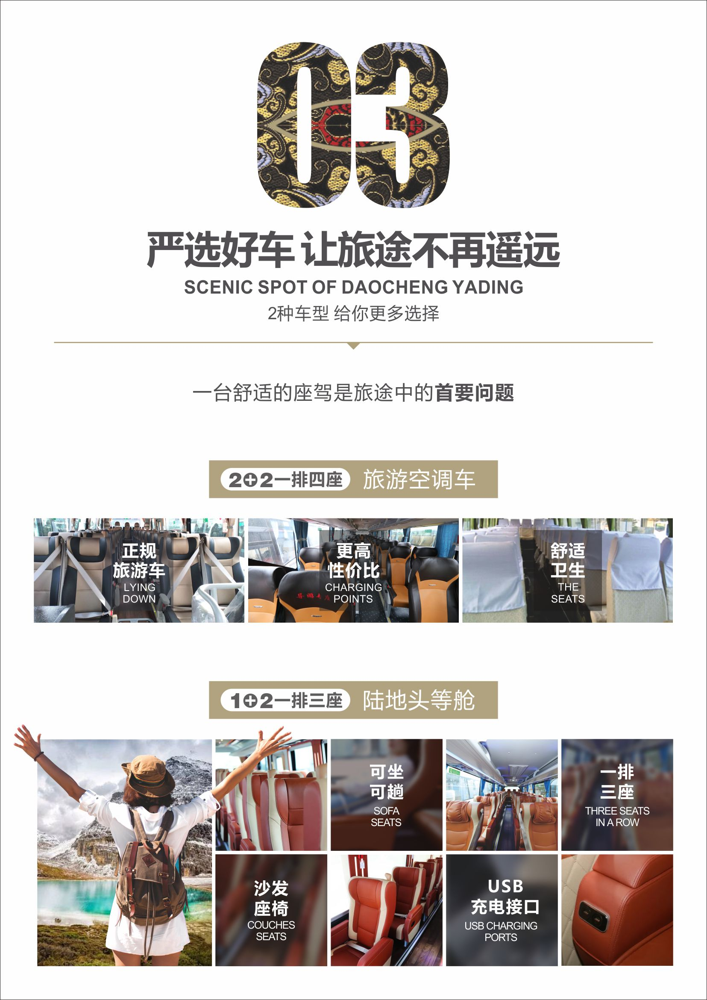 03
严选好车 让旅途不再遥远
SCENIC SPOT OF DAOCHENG YADING
2种车型 给你更多选择
一台舒适的座驾是旅途中的首要问题
2+2一排四座 旅游空调车
正规
旅游车
LYING
DOWN
更高
性价比
CHARGING
POINTS
导游专座
舒适
卫生
THE
SEATS
1+2一排三座 陆地头等舱
可坐
可趟
SOFA
SEATS
一排
三座
THREE SEATS
IN A ROW
沙发
座椅
COUCHES
SEATS
USB
充电接口
USB CHARGING
PORTS